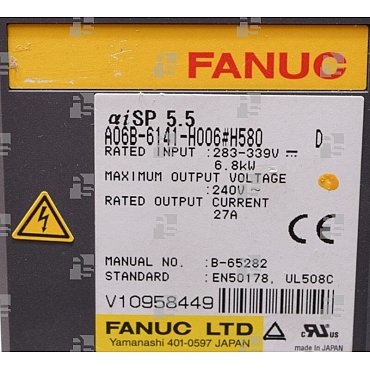 FANUC
αiSP 5.5
A06B-6141-H006#H580 D
RATED INPUT :283-339V
6.8kW
MAXIMUM OUTPUT VOLTAGE
:240V~
RATED OUTPUT CURRENT
27A
MANUAL NO. :B-65282
STANDARD :EN50178, UL508C
V10958449
FANUC LTD
Yamanashi 401-0597 JAPAN
CE
c UL US
made in JAPAN